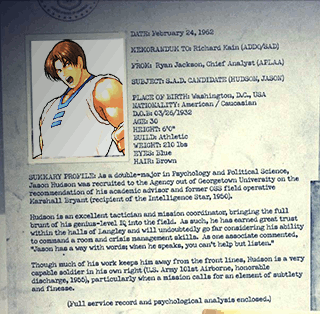 DATE: February 24, 1962
MEMORANDUM TO: Richard Kain (ADDO/SAD)
FROM: Ryan Jackson, Chief Analyst (AFLAA)
SUBJECT: S.A.D. CANDIDATE (HUDSON, JASON)
PLACE OF BIRTH: Washington, D.C., USA
NATIONALITY: American / Caucasian
D.O.B: 03/26/1932
AGE: 30
HEIGHT: 6'0"
BUILD: Athletic
WEIGHT: 210 lbs
EYES: Blue
HAIR: Brown
SUMMARY PROFILE: As a double-major in Psychology and Political Science,
Jason Hudson was recruited to the Agency out of Georgetown University on the
recommendation of his academic advisor and former OSS field operative
Marshall Bryant (recipient of the Intelligence Star, 1956).
Hudson is an excellent tactician and mission coordinator, bringing the full
brunt of his genius-level IQ into the field. As such, he has earned great trust
within the halls of Langley and will undoubtedly go far considering his ability
to command a room and crisis management skills. As one associate commented,
"Jason has a way with words; when he speaks, you can't help but listen."
Though much of his work keeps him away from the front lines, Hudson is a very
capable soldier in his own right (U.S. Army 101st Airborne, honorable
discharge, 1955), particularly when a mission calls for an element of subtlety
and finesse.
(Full service record and psychological analysis enclosed.)